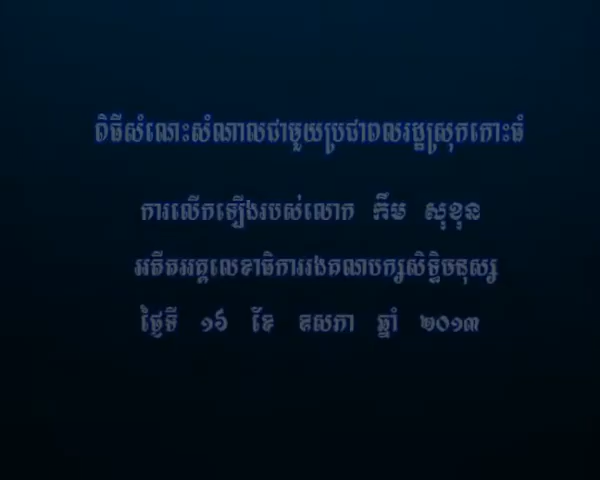 ពិធីសំណេះសំណាលជាមួយប្រជាពលរដ្ឋស្រុកកោះធំ
ការលើកឡើងរបស់លោក កឹម សុខុន
អតីតអគ្គលេខាធិការរងគណបក្សសិទ្ធិមនុស្ស
ថ្ងៃទី ១៦ ខែ ឧសភា ឆ្នាំ ២០១៣